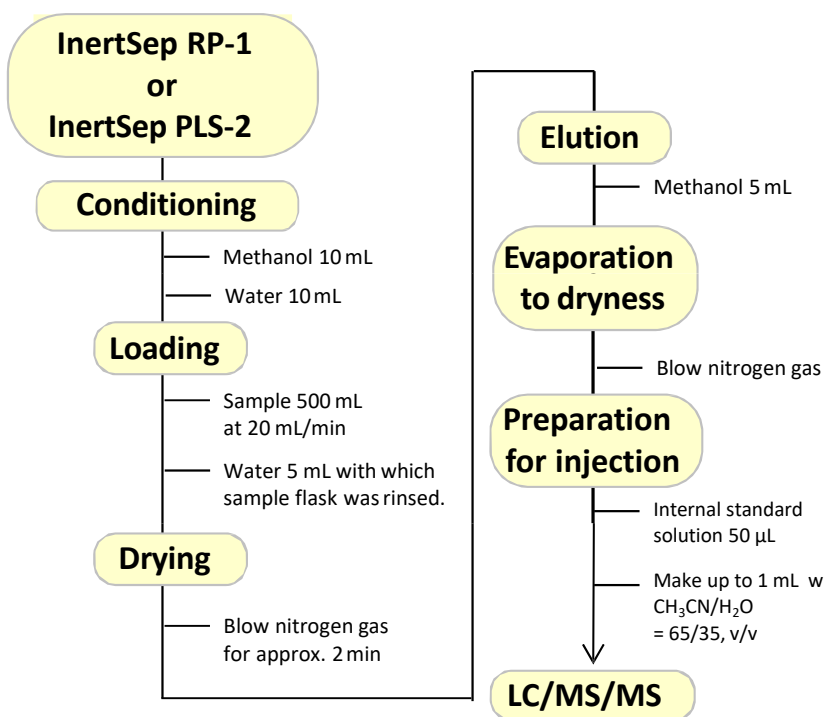 InertSep RP-1
or
InertSep PLS-2
Conditioning
Methanol 10 mL
Water 10 mL
Loading
Sample 500 mL
at 20 mL/min
Water 5 mL with which
sample flask was rinsed.
Drying
Blow nitrogen gas
for approx. 2 min
Elution
Methanol 5 mL
Evaporation
to dryness
Blow nitrogen gas
Preparation
for injection
Internal standard
solution 50 µL
Make up to 1 mL w
CH₃CN/H₂O
= 65/35, v/v
LC/MS/MS